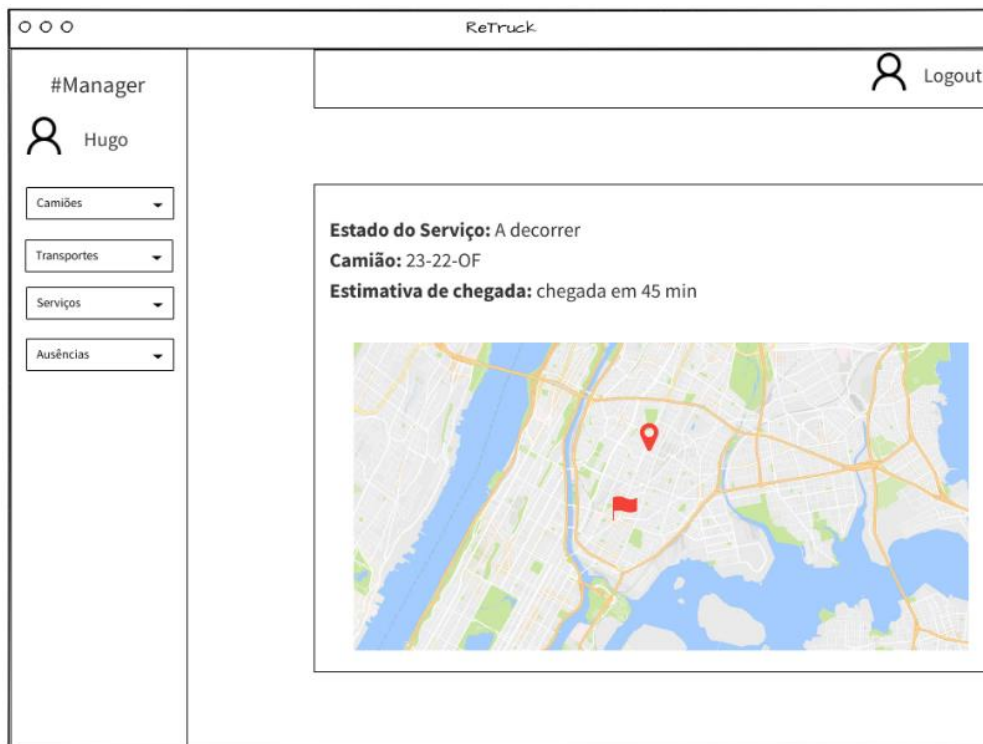 ReTruck
#Manager
Hugo
Camiões
Transportes
Serviços
Ausências
Logout
Estado do Serviço: A decorrer
Camião: 23-22-OF
Estimativa de chegada: chegada em 45 min